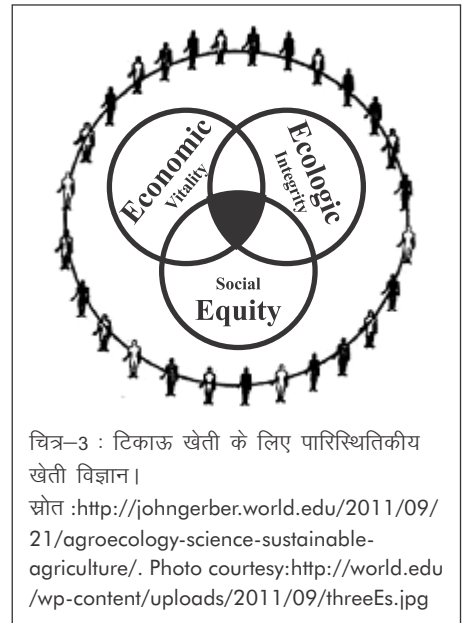 Economic
Vitality
Ecologic
Integrity
Social
Equity
चित्र–3 : टिकाऊ खेती के लिए पारिस्थितिकीय
खेती विज्ञान।
स्रोत :http://johngerber.world.edu/2011/09/
21/agroecology-science-sustainable-
agriculture/. Photo courtesy:http://world.edu
/wp-content/uploads/2011/09/threeEs.jpg